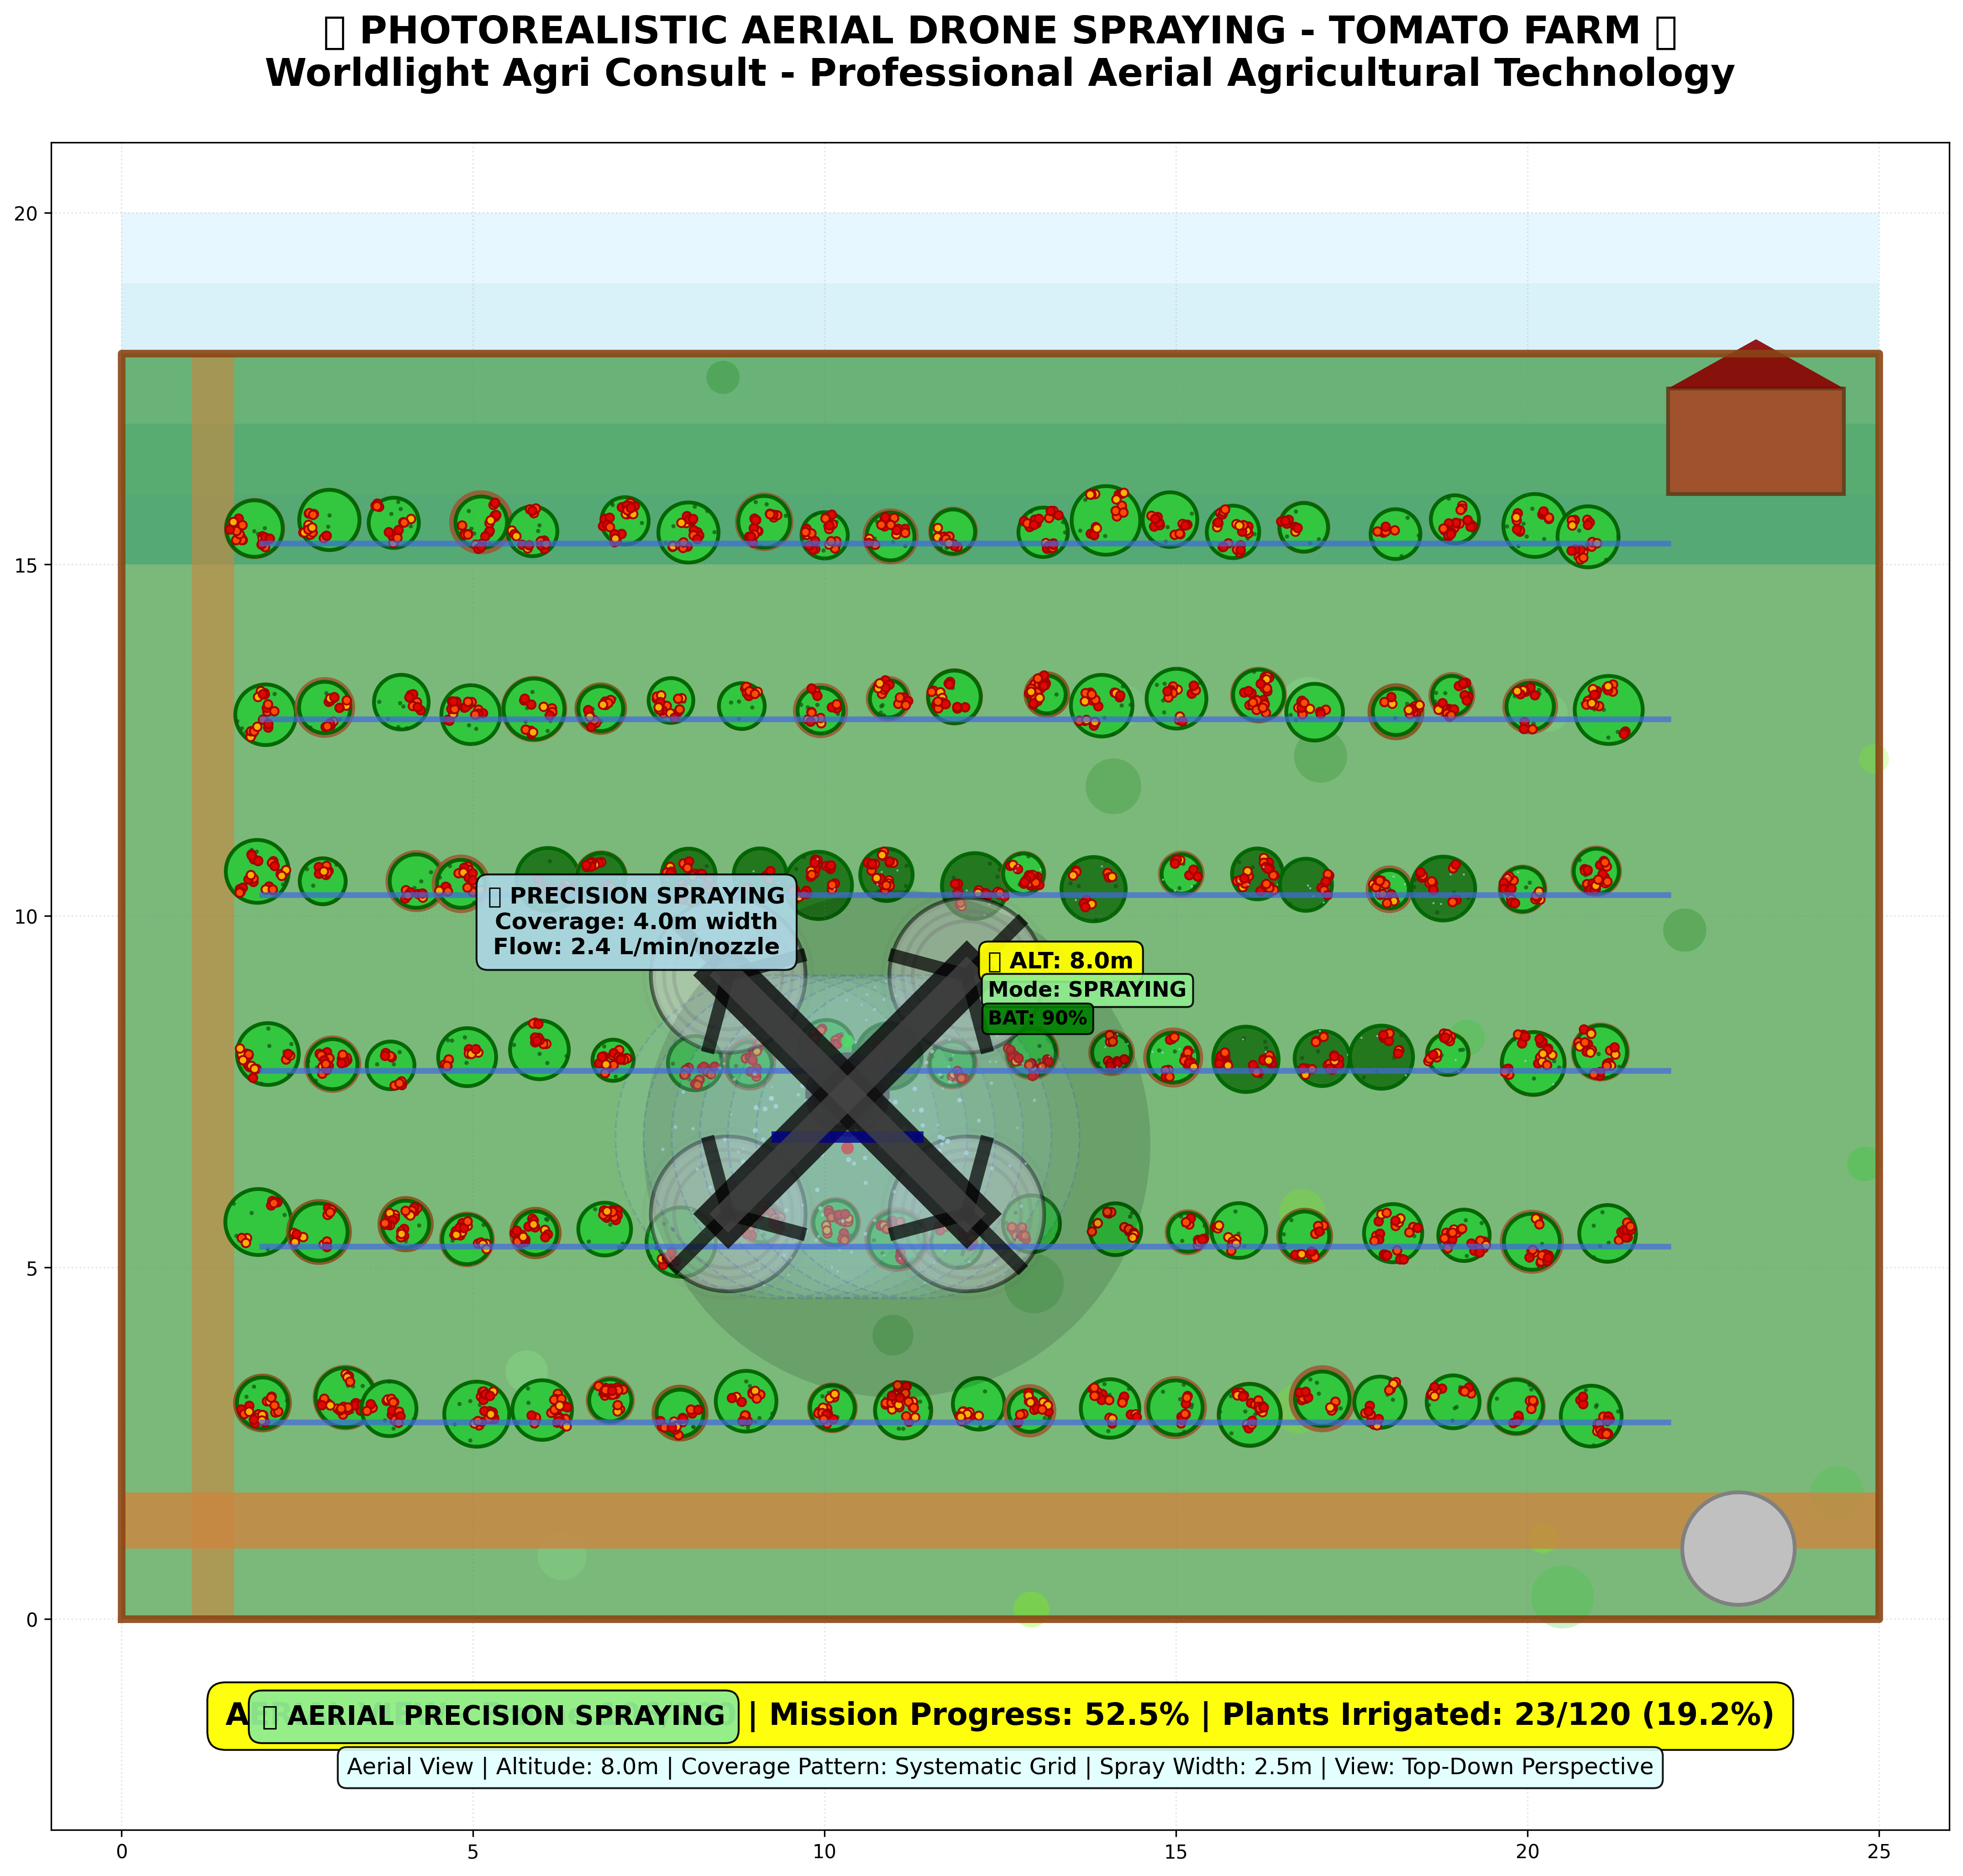 PHOTOREALISTIC AERIAL DRONE SPRAYING - TOMATO FARM
Worldlight Agri Consult - Professional Aerial Agricultural Technology
20
15
10
5
0
PRECISION SPRAYING
Coverage: 4.0m width
Flow: 2.4 L/min/nozzle
ALT: 8.0m
Mode: SPRAYING
BAT: 90%
AERIAL PRECISION SPRAYING
| Mission Progress: 52.5% | Plants Irrigated: 23/120 (19.2%)
Aerial View | Altitude: 8.0m | Coverage Pattern: Systematic Grid | Spray Width: 2.5m | View: Top-Down Perspective
0 5 10 15 20 25